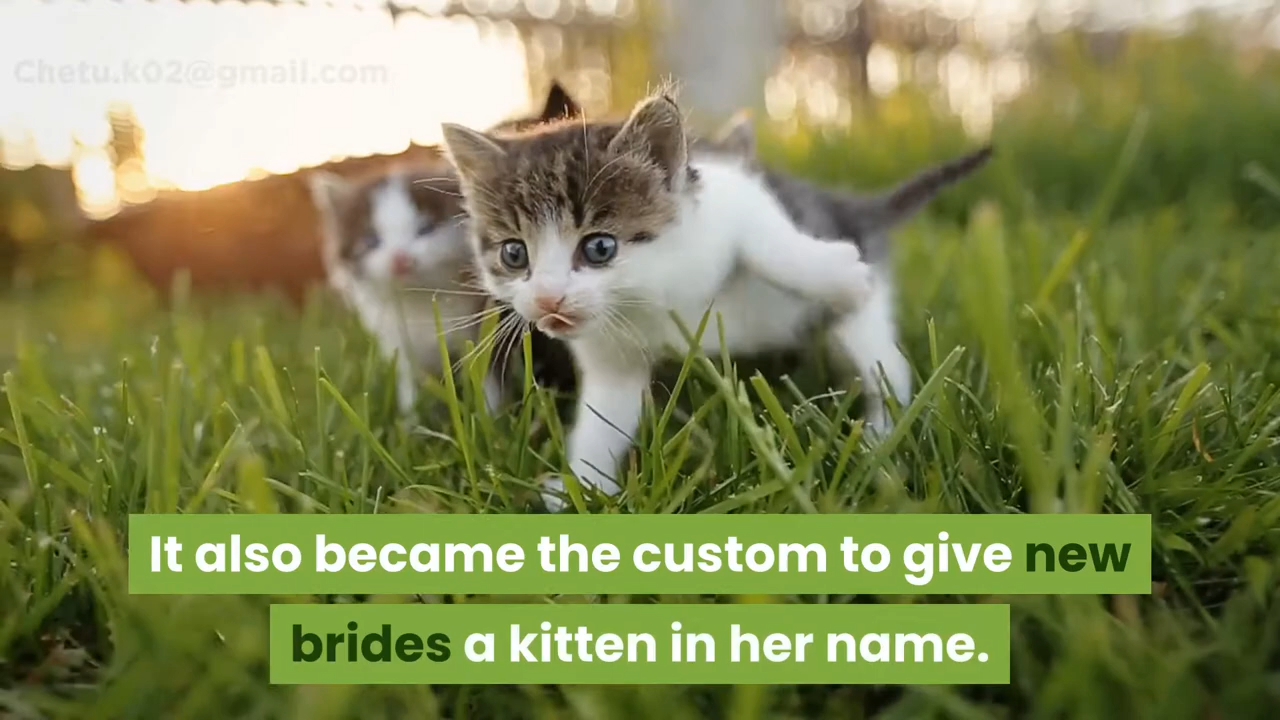 Chetu.k02@gmail.com
It also became the custom to give new
brides a kitten in her name.